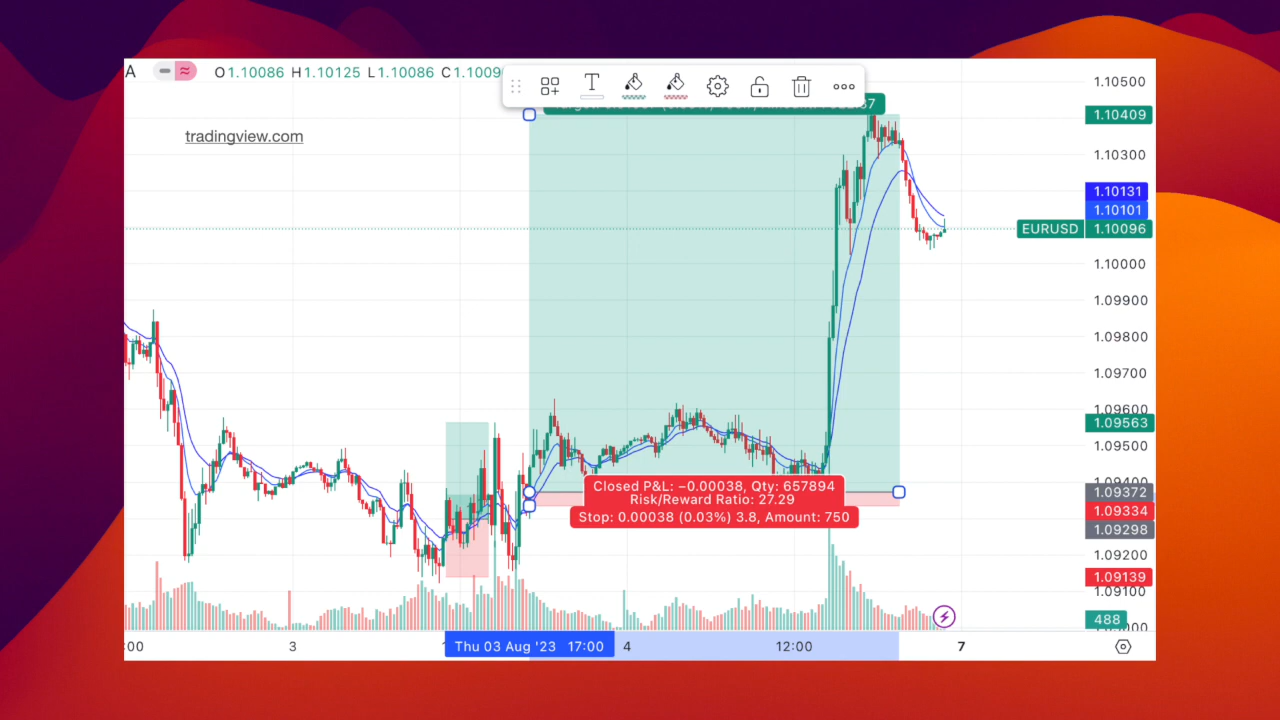 A
O1.10086 H1.10125 L1.10086 C1.1009
T
tradingview.com
1.10500
1.10409
1.10300
1.10131
1.10101
EURUSD 1.10096
1.10000
1.09900
1.09800
1.09700
1.09600
1.09563
1.09500
1.09372
1.09334
1.09298
1.09200
1.09139
1.09100
488
Closed P&L: −0.00038, Qty: 657894
Risk/Reward Ratio: 27.29
Stop: 0.00038 (0.03%) 3.8, Amount: 750
:00
3
Thu 03 Aug '23 17:00
4
12:00
7